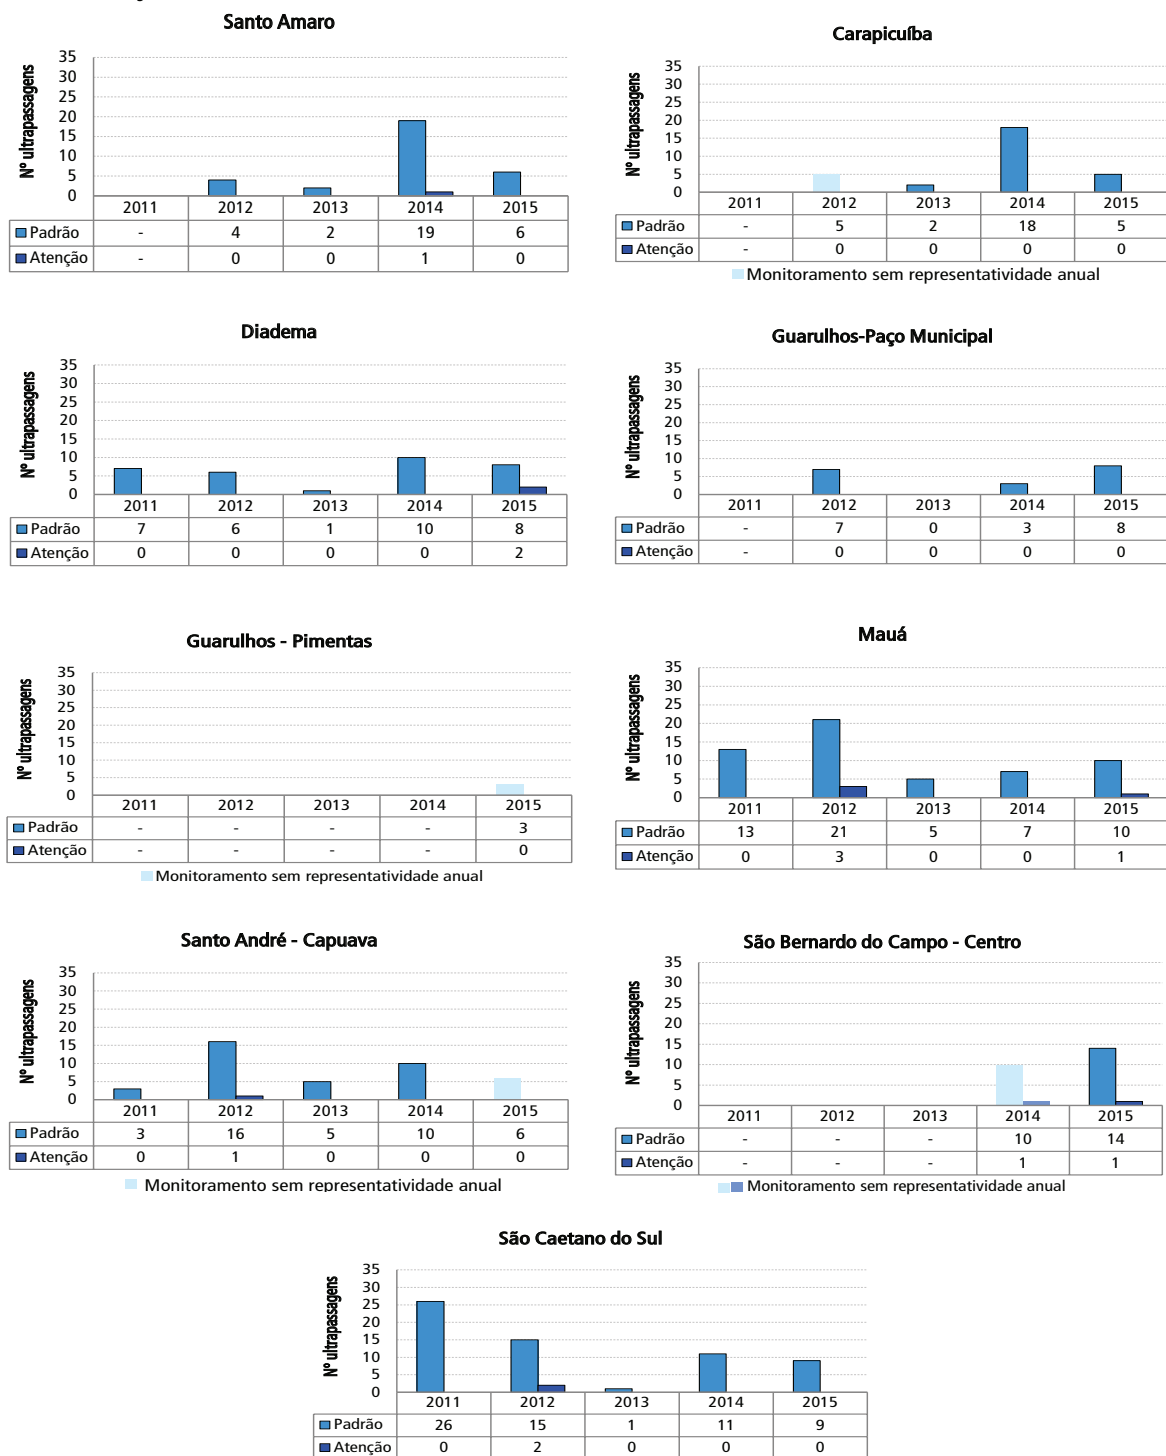 Santo Amaro
Nº ultrapassagens
35
30
25
20
15
10
5
0
2011 2012 2013 2014 2015
Padrão - 4 2 19 6
Atenção - 0 0 1 0
Carapicuíba
Nº ultrapassagens
35
30
25
20
15
10
5
0
2011 2012 2013 2014 2015
Padrão - 5 2 18 5
Atenção - 0 0 0 0
Monitoramento sem representatividade anual
Diadema
Nº ultrapassagens
35
30
25
20
15
10
5
0
2011 2012 2013 2014 2015
Padrão 7 6 1 10 8
Atenção 0 0 0 0 2
Guarulhos-Paço Municipal
Nº ultrapassagens
35
30
25
20
15
10
5
0
2011 2012 2013 2014 2015
Padrão - 7 0 3 8
Atenção - 0 0 0 0
Guarulhos - Pimentas
Nº ultrapassagens
35
30
25
20
15
10
5
0
2011 2012 2013 2014 2015
Padrão - - - - 3
Atenção - - - - 0
Monitoramento sem representatividade anual
Mauá
Nº ultrapassagens
35
30
25
20
15
10
5
0
2011 2012 2013 2014 2015
Padrão 13 21 5 7 10
Atenção 0 3 0 0 1
Santo André - Capuava
Nº ultrapassagens
35
30
25
20
15
10
5
0
2011 2012 2013 2014 2015
Padrão 3 16 5 10 6
Atenção 0 1 0 0 0
Monitoramento sem representatividade anual
São Bernardo do Campo - Centro
Nº ultrapassagens
35
30
25
20
15
10
5
0
2011 2012 2013 2014 2015
Padrão - - - 10 14
Atenção - - - 1 1
Monitoramento sem representatividade anual
São Caetano do Sul
Nº ultrapassagens
35
30
25
20
15
10
5
0
2011 2012 2013 2014 2015
Padrão 26 15 1 11 9
Atenção 0 2 0 0 0